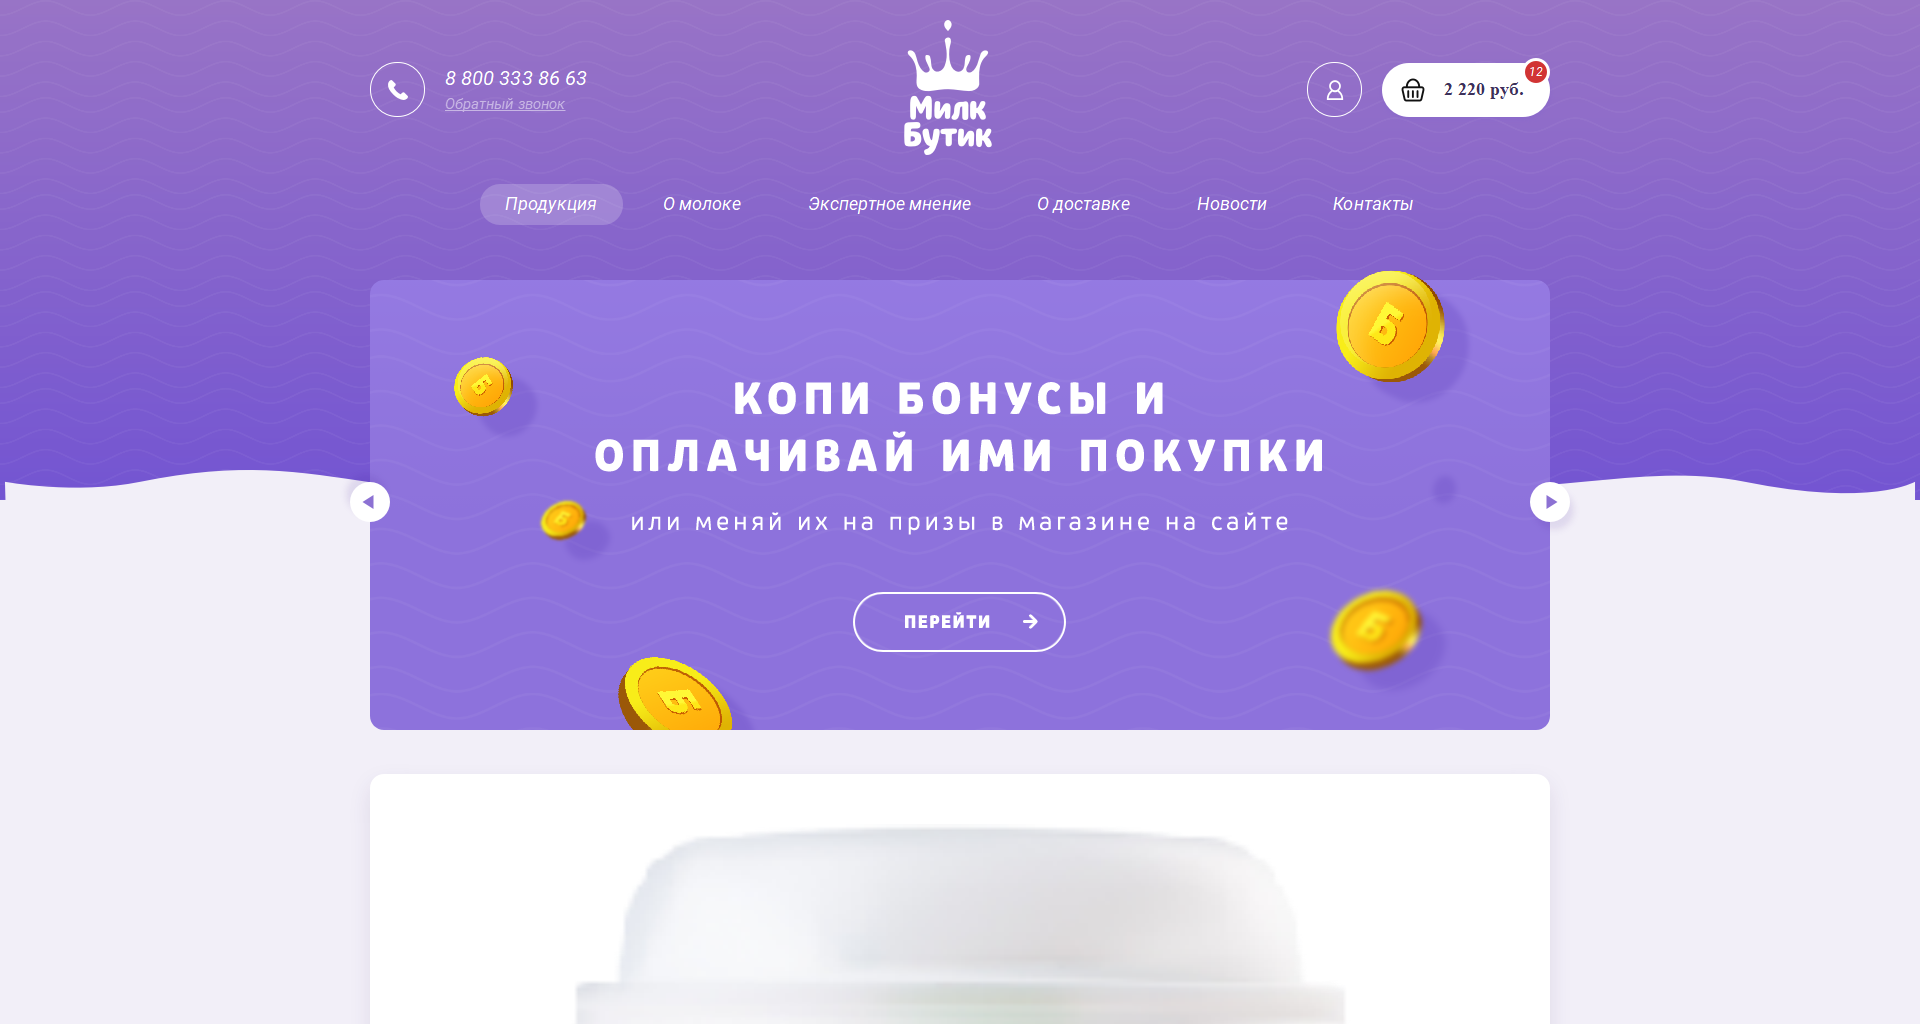 8 800 333 86 63
Обратный звонок
Милк
Бутик
12
2 220 руб.
Продукция
О молоке
Экспертное мнение
О доставке
Новости
Контакты
КОПИ БОНУСЫ И
ОПЛАЧИВАЙ ИМИ ПОКУПКИ
или меняй их на призы в магазине на сайте
ПЕРЕЙТИ
Б
Б
Б
Б
Б